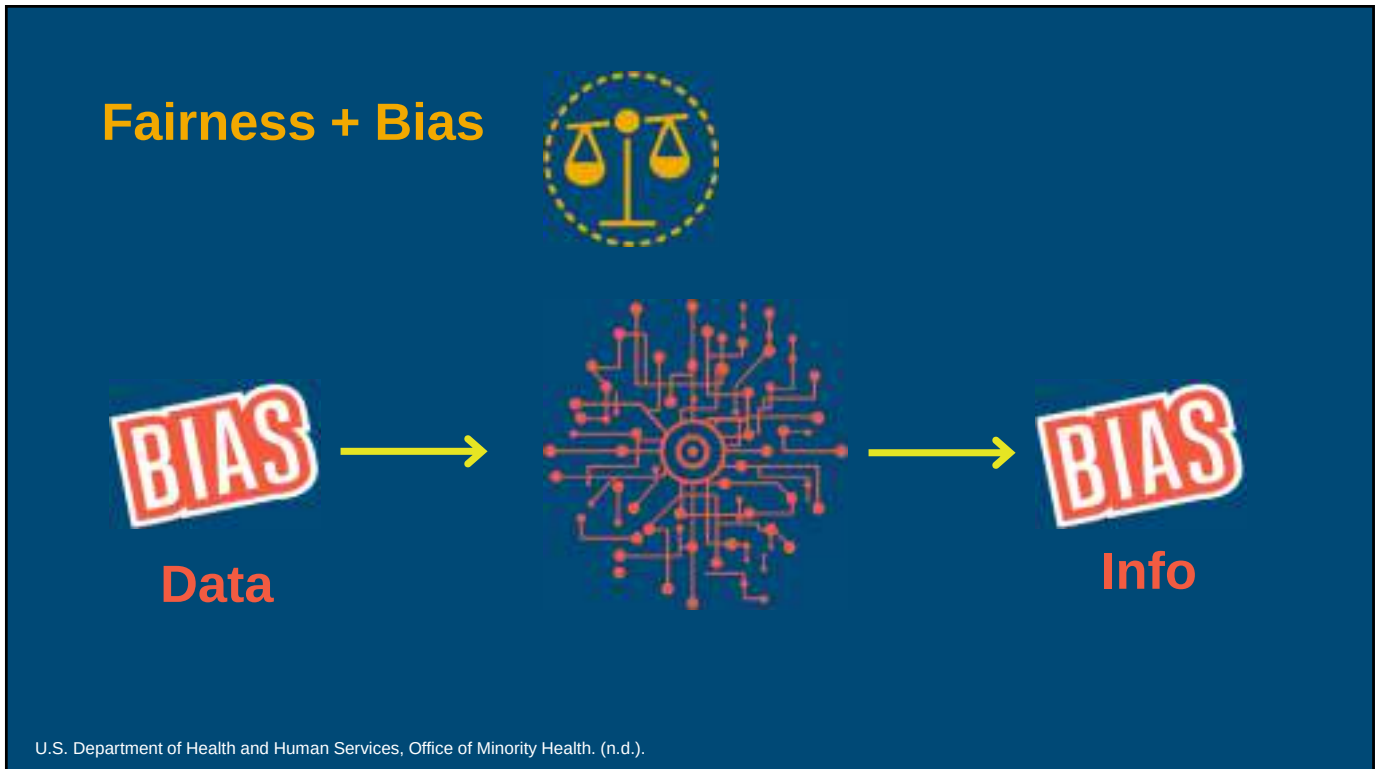 Fairness + Bias
BIAS
BIAS
Data
Info
U.S. Department of Health and Human Services, Office of Minority Health. (n.d.).